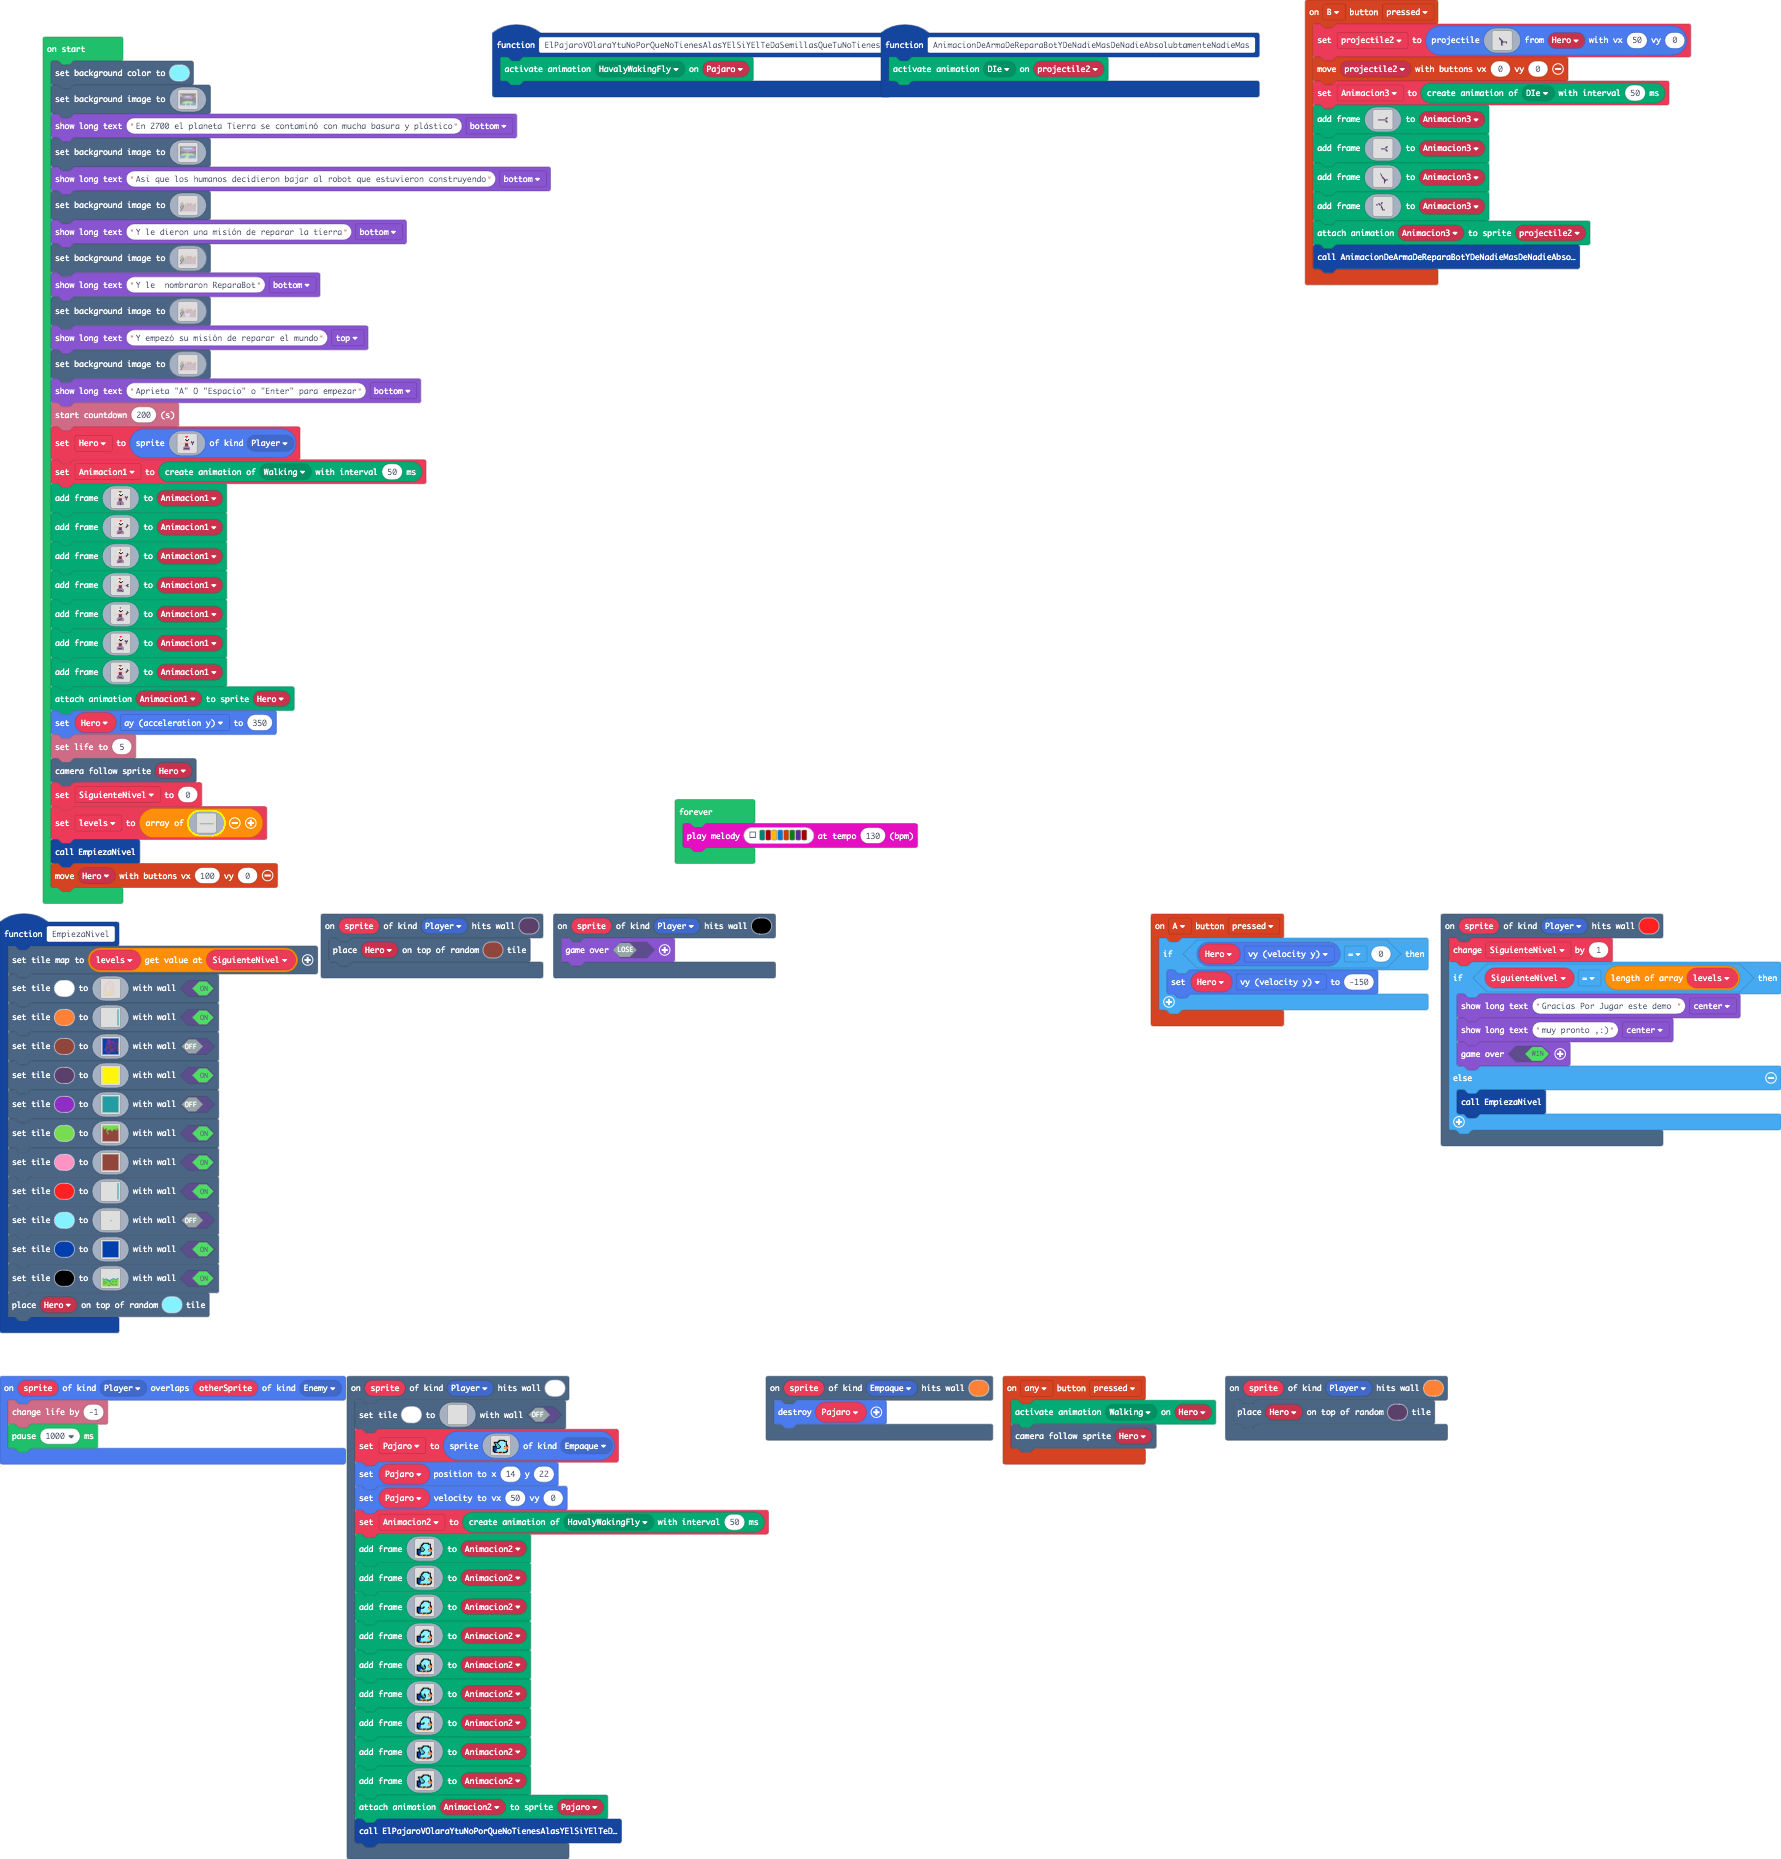 on start
set background color to
set background image to
show long text "En 2700 el planeta Tierra se contaminó con mucha basura y plástico" bottom
set background image to
show long text "Asi que los humanos decidieron bajar al robot que estuvieron construyendo" bottom
set background image to
show long text "Y le dieron una misión de reparar la tierra" bottom
set background image to
show long text "Y le  nombraron ReparaBot" bottom
set background image to
show long text "Y empezó su misión de reparar el mundo" top
set background image to
show long text "Aprieta "A" O "Espacio" o "Enter" para empezar" bottom
start countdown 200 (s)
set Hero to sprite of kind Player
set Animacion1 to create animation of Walking with interval 50 ms
add frame to Animacion1
add frame to Animacion1
add frame to Animacion1
add frame to Animacion1
add frame to Animacion1
add frame to Animacion1
add frame to Animacion1
attach animation Animacion1 to sprite Hero
set Hero ay (acceleration y) to 350
set life to 5
camera follow sprite Hero
set SiguienteNivel to 0
set levels to array of
call EmpiezaNivel
move Hero with buttons vx 100 vy 0
function ElPajaroVOlaraYtuNoPorQueNoTienesAlasYElSiYElTeDaSemillasQueTuNoTienes
activate animation HavalyWakingFly on Pajaro
function AnimacionDeArmaDeReparaBotYDeNadieMasDeNadieAbsolubtamenteNadieMas
activate animation DIe on projectile2
on B button pressed
set projectile2 to projectile from Hero with vx 50 vy 0
move projectile2 with buttons vx 0 vy 0
set Animacion3 to create animation of DIe with interval 50 ms
add frame to Animacion3
add frame to Animacion3
add frame to Animacion3
add frame to Animacion3
attach animation Animacion3 to sprite projectile2
call AnimacionDeArmaDeReparaBotYDeNadieMasDeNadieAbso…
forever
play melody at tempo 130 (bpm)
function EmpiezaNivel
set tile map to levels get value at SiguienteNivel
set tile to with wall ON
set tile to with wall ON
set tile to with wall OFF
set tile to with wall ON
set tile to with wall OFF
set tile to with wall ON
set tile to with wall ON
set tile to with wall ON
set tile to with wall OFF
set tile to with wall ON
set tile to with wall ON
place Hero on top of random tile
on sprite of kind Player hits wall
place Hero on top of random tile
on sprite of kind Player hits wall
game over LOSE
on A button pressed
if Hero vy (velocity y) = 0 then
set Hero vy (velocity y) to -150
on sprite of kind Player hits wall
change SiguienteNivel by 1
if SiguienteNivel = length of array levels then
show long text "Gracias Por Jugar este demo " center
show long text "muy pronto ,:)" center
game over WIN
else
call EmpiezaNivel
on sprite of kind Player overlaps otherSprite of kind Enemy
change life by -1
pause 1000 ms
on sprite of kind Player hits wall
set tile to with wall OFF
set Pajaro to sprite of kind Empaque
set Pajaro position to x 14 y 22
set Pajaro velocity to vx 50 vy 0
set Animacion2 to create animation of HavalyWakingFly with interval 50 ms
add frame to Animacion2
add frame to Animacion2
add frame to Animacion2
add frame to Animacion2
add frame to Animacion2
add frame to Animacion2
add frame to Animacion2
add frame to Animacion2
add frame to Animacion2
attach animation Animacion2 to sprite Pajaro
call ElPajaroVOlaraYtuNoPorQueNoTienesAlasYElSiYElTeD…
on sprite of kind Empaque hits wall
destroy Pajaro
on any button pressed
activate animation Walking on Hero
camera follow sprite Hero
on sprite of kind Player hits wall
place Hero on top of random tile